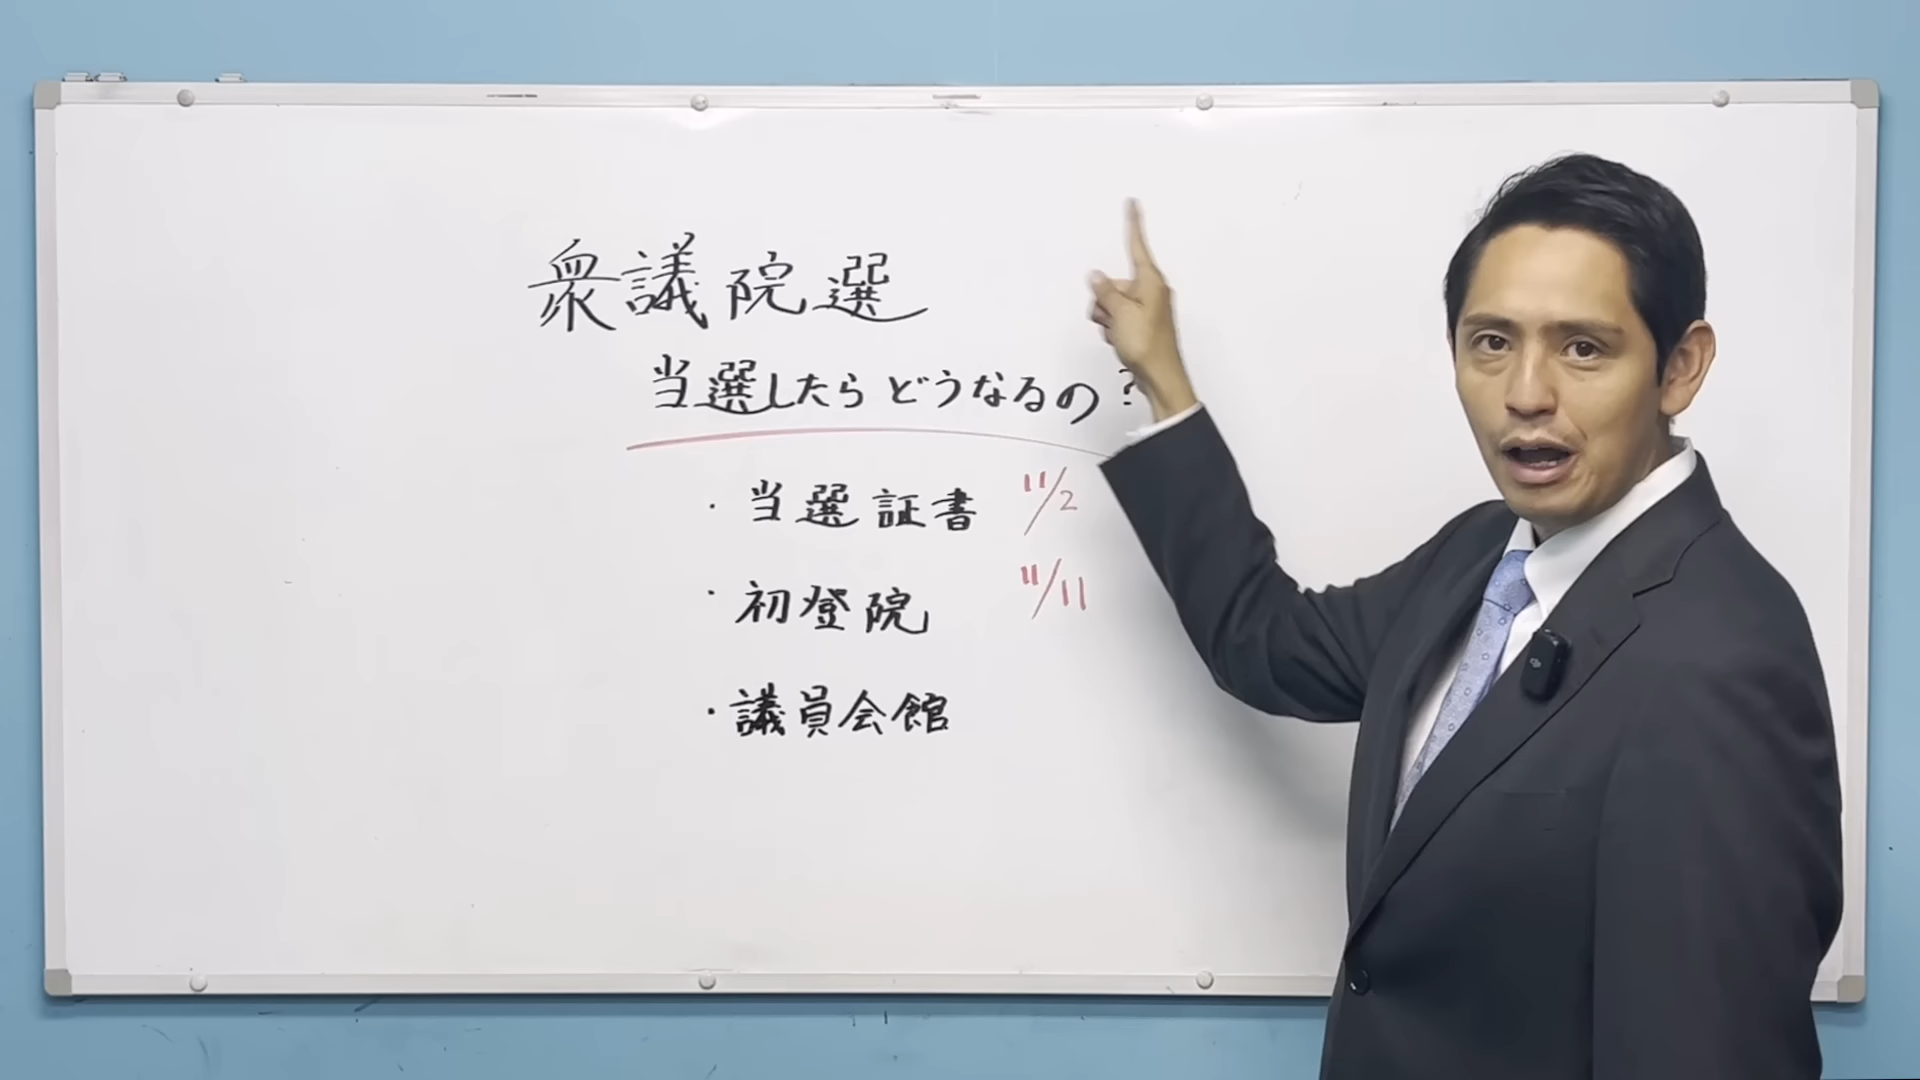 衆議院選
当選したらどうなるの?
・当選証書 11/2
・初登院 11/11
・議員会館